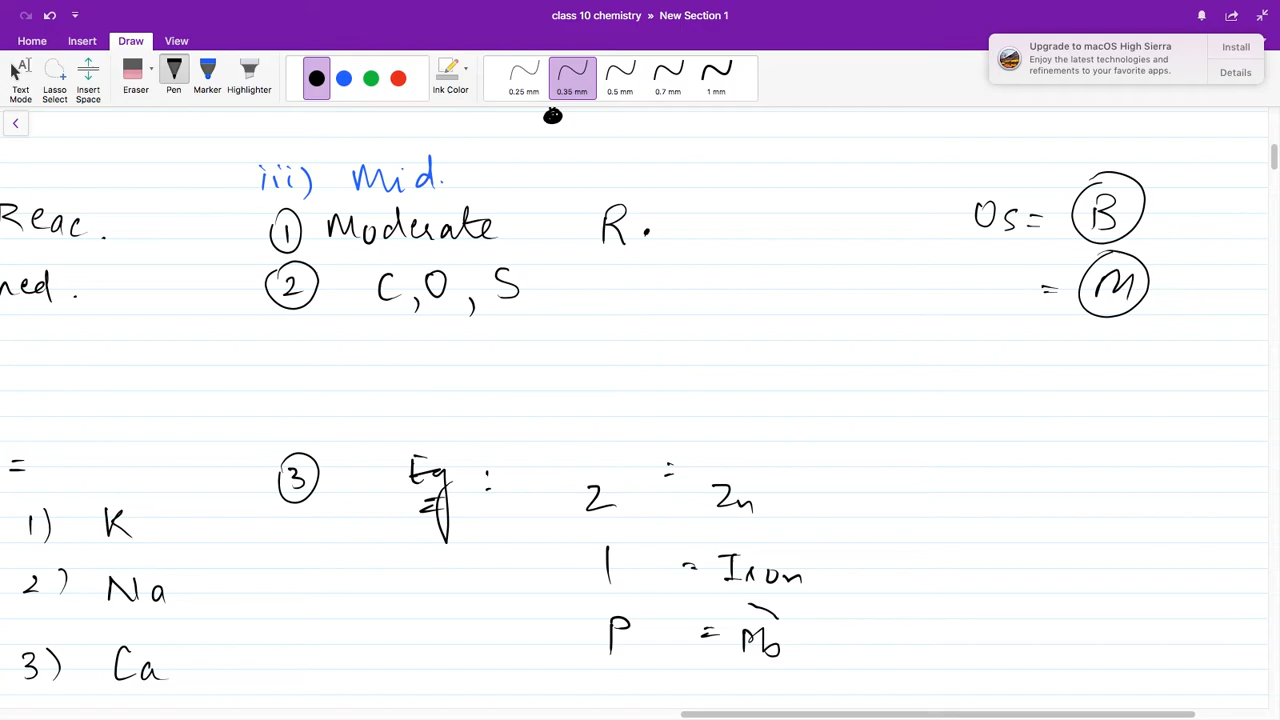 class 10 chemistry » New Section 1
Home Insert Draw View
Upgrade to macOS High Sierra
Enjoy the latest technologies and
refinements to your favorite apps.
Install
Details
Text Mode
Lasso Select
Insert Space
Eraser
Pen
Marker
Highlighter
Ink Color
0.25 mm
0.35 mm
0.5 mm
0.7 mm
1 mm
iii) Mid.
Reac.
① Moderate R.
Os = B
ned.
② C, O, S
= M
=
③ Eg :
Z = Zn
1) K
I = Iron
2) Na
P = Pb
3) Ca